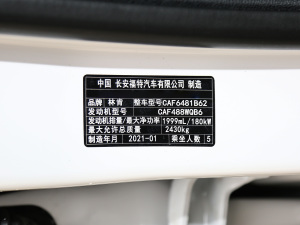 中国 长安福特汽车有限公司 制造
品牌 林肯 整车型号 CAF6481B62
发动机型号 CAF488WQB6
发动机排量/最大净功率 1999mL/180kW
最大允许总质量 2430kg
制造年月 2021-01 乘坐人数 5